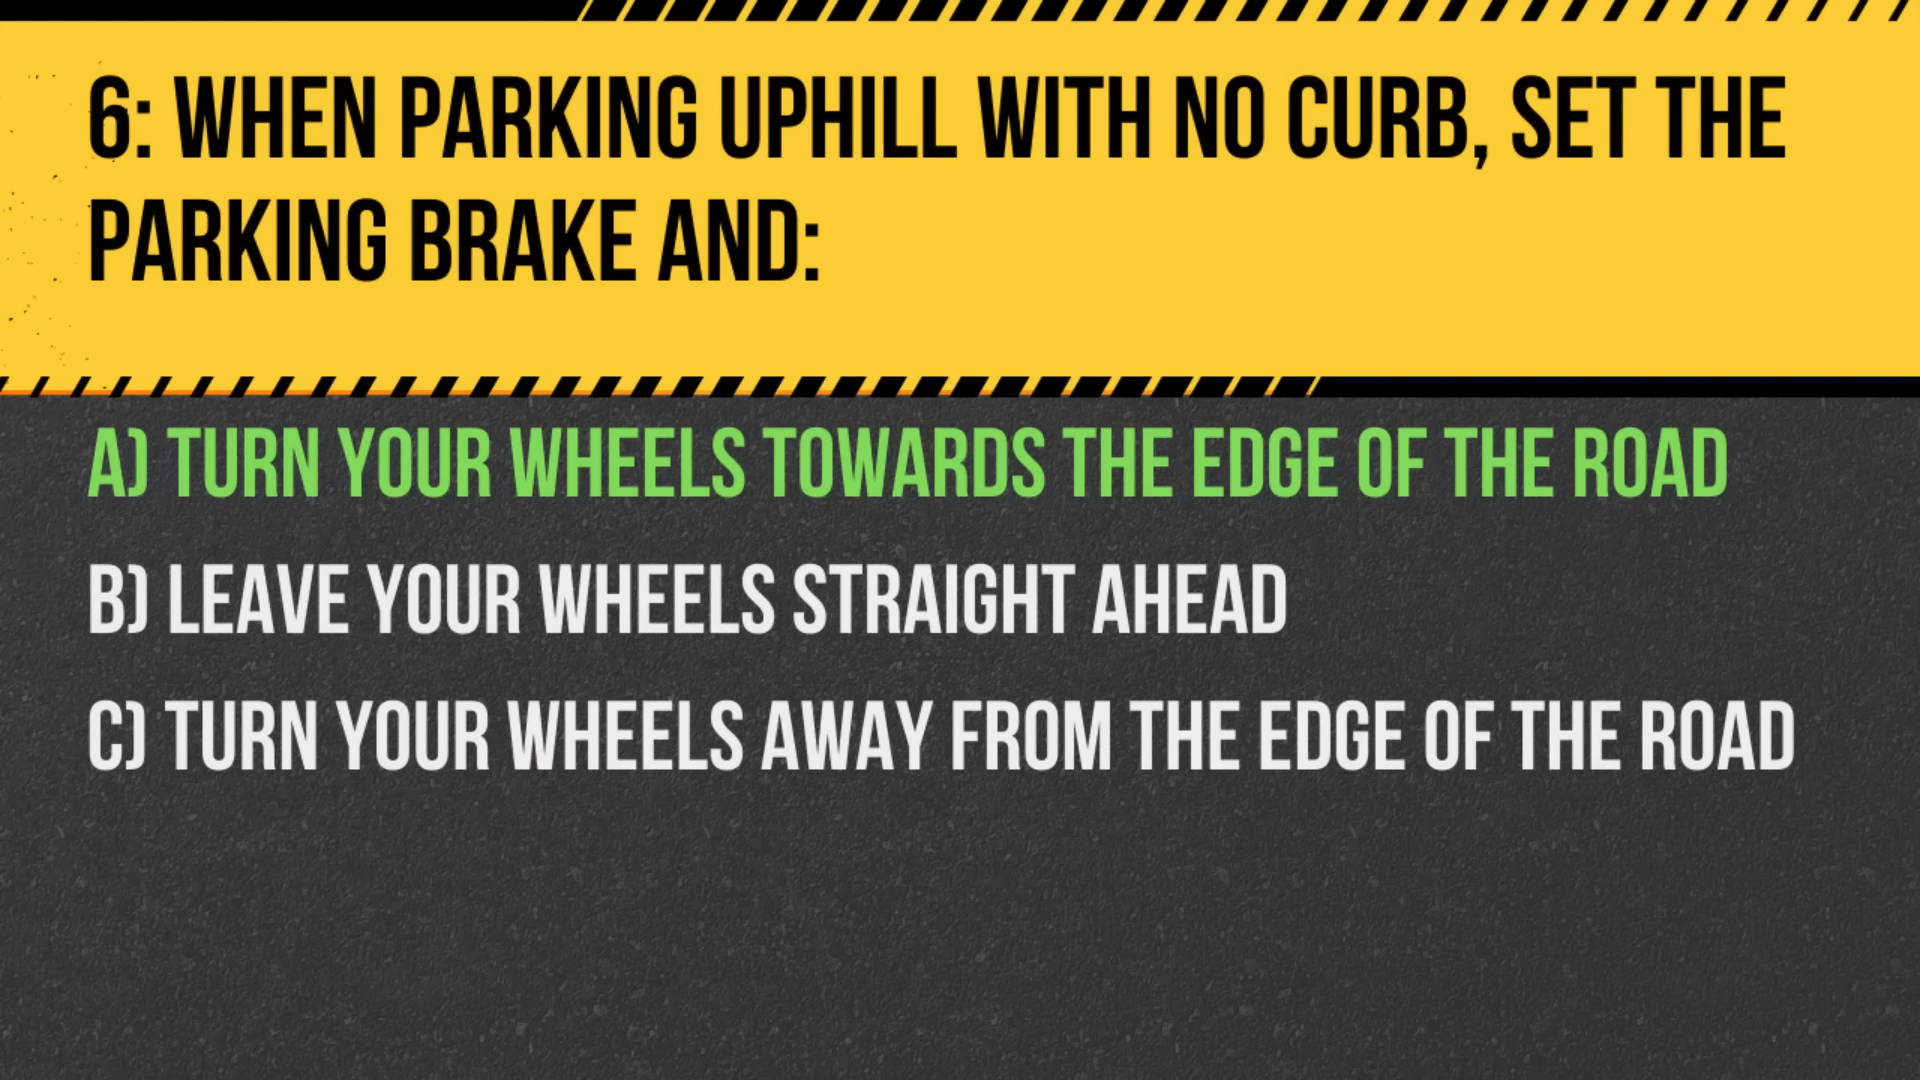 6: WHEN PARKING UPHILL WITH NO CURB, SET THE
PARKING BRAKE AND:
A) TURN YOUR WHEELS TOWARDS THE EDGE OF THE ROAD
B) LEAVE YOUR WHEELS STRAIGHT AHEAD
C) TURN YOUR WHEELS AWAY FROM THE EDGE OF THE ROAD